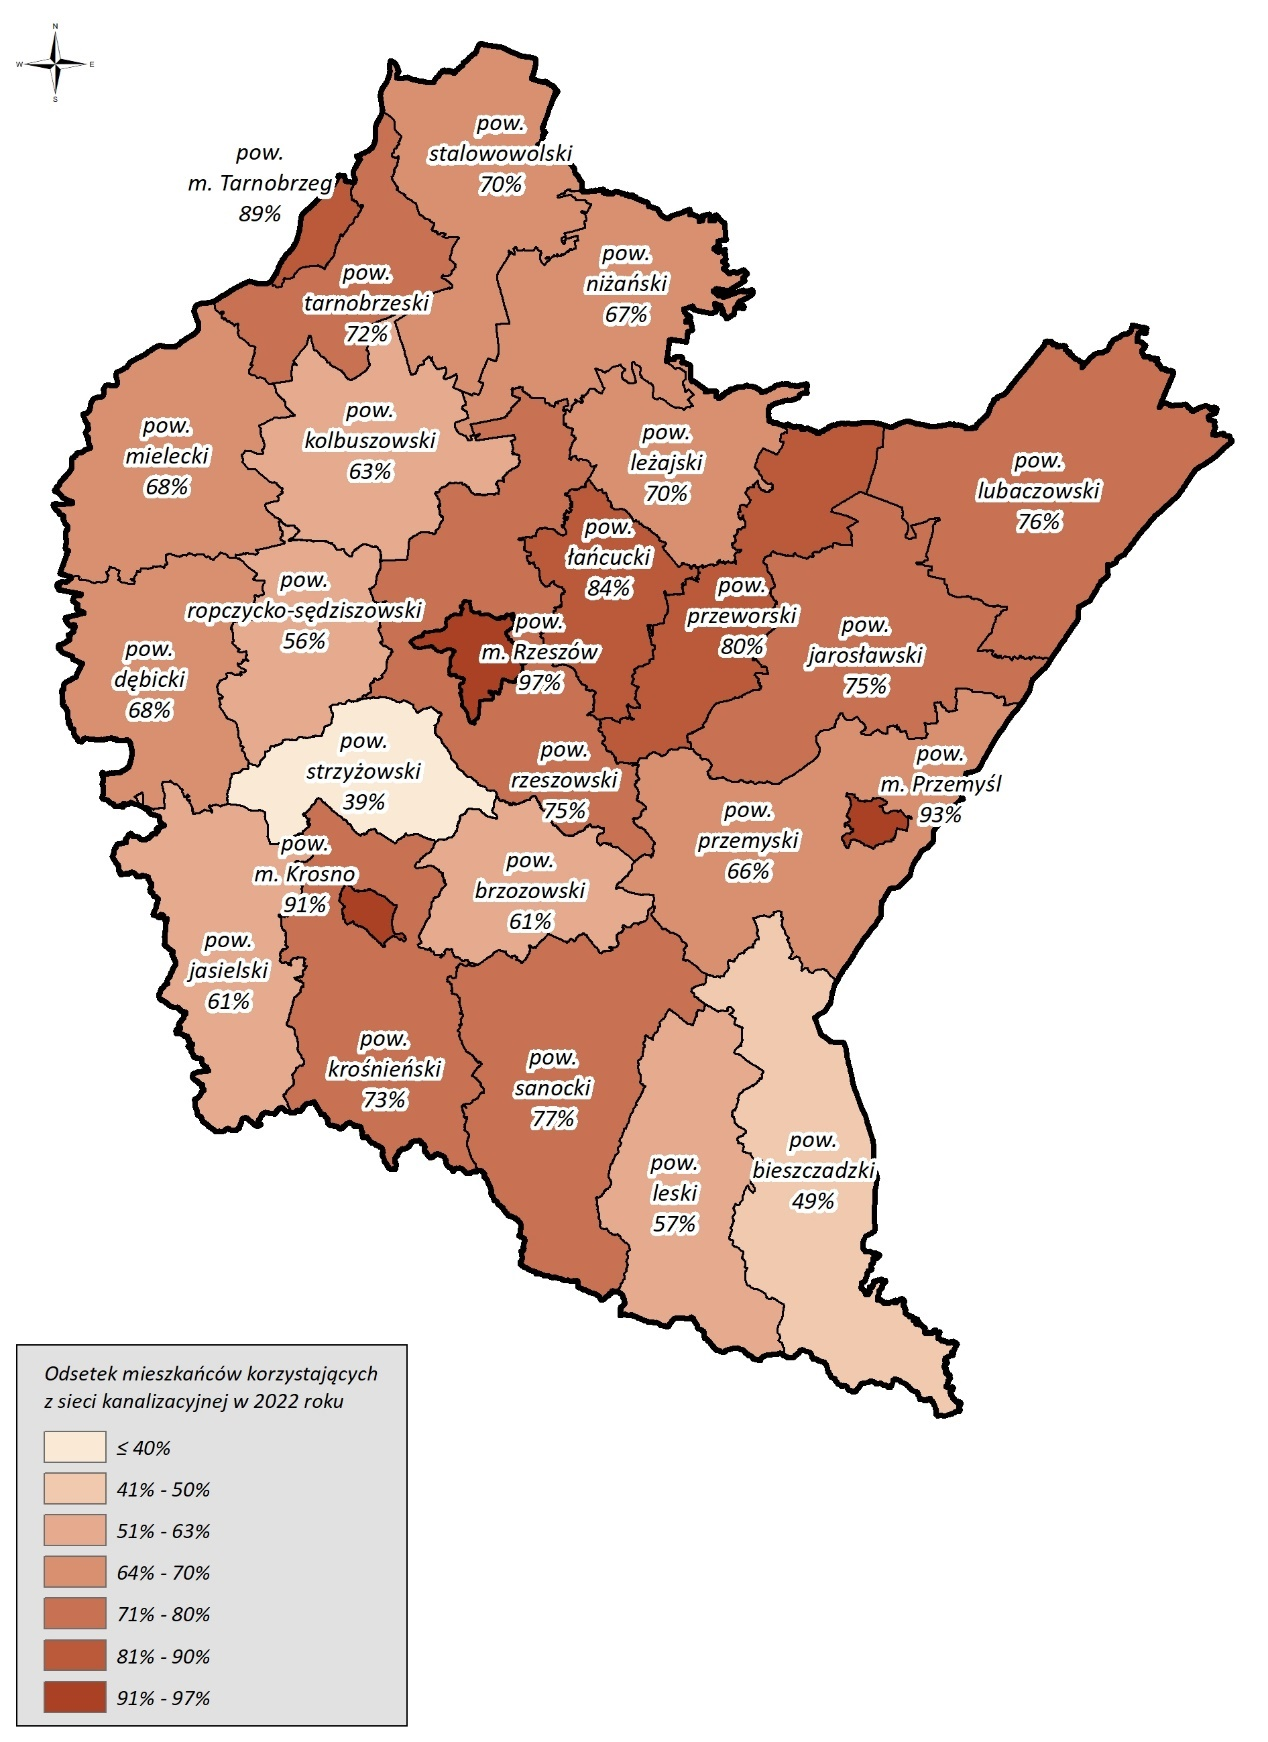 N
W
E
S
pow.
stalowowolski
70%
pow.
m. Tarnobrzeg
89%
pow.
tarnobrzeski
72%
pow.
niżański
67%
pow.
mielecki
68%
pow.
kolbuszowski
63%
pow.
leżajski
70%
pow.
lubaczowski
76%
pow.
łańcucki
84%
pow.
ropczycko-sędziszowski
56%
pow.
przeworski
80%
pow.
m. Rzeszów
97%
pow.
jarosławski
75%
pow.
dębicki
68%
pow.
strzyżowski
39%
pow.
rzeszowski
75%
pow.
m. Przemyśl
93%
pow.
przemyski
66%
pow.
m. Krosno
91%
pow.
brzozowski
61%
pow.
jasielski
61%
pow.
krośnieński
73%
pow.
sanocki
77%
pow.
leski
57%
pow.
bieszczadzki
49%
Odsetek mieszkańców korzystających
z sieci kanalizacyjnej w 2022 roku
≤ 40%
41% - 50%
51% - 63%
64% - 70%
71% - 80%
81% - 90%
91% - 97%